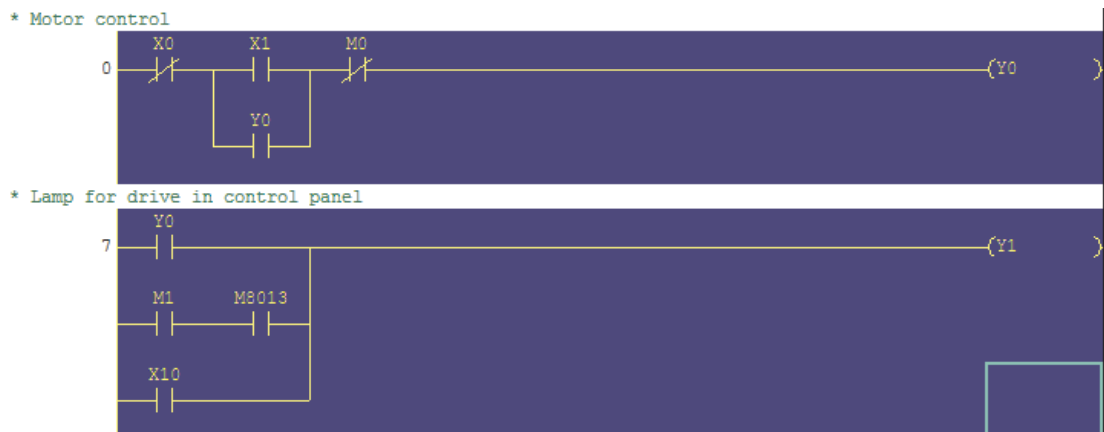 * Motor control
X0 X1 M0
0 (Y0 )
Y0
* Lamp for drive in control panel
Y0
7 (Y1 )
M1 M8013
X10